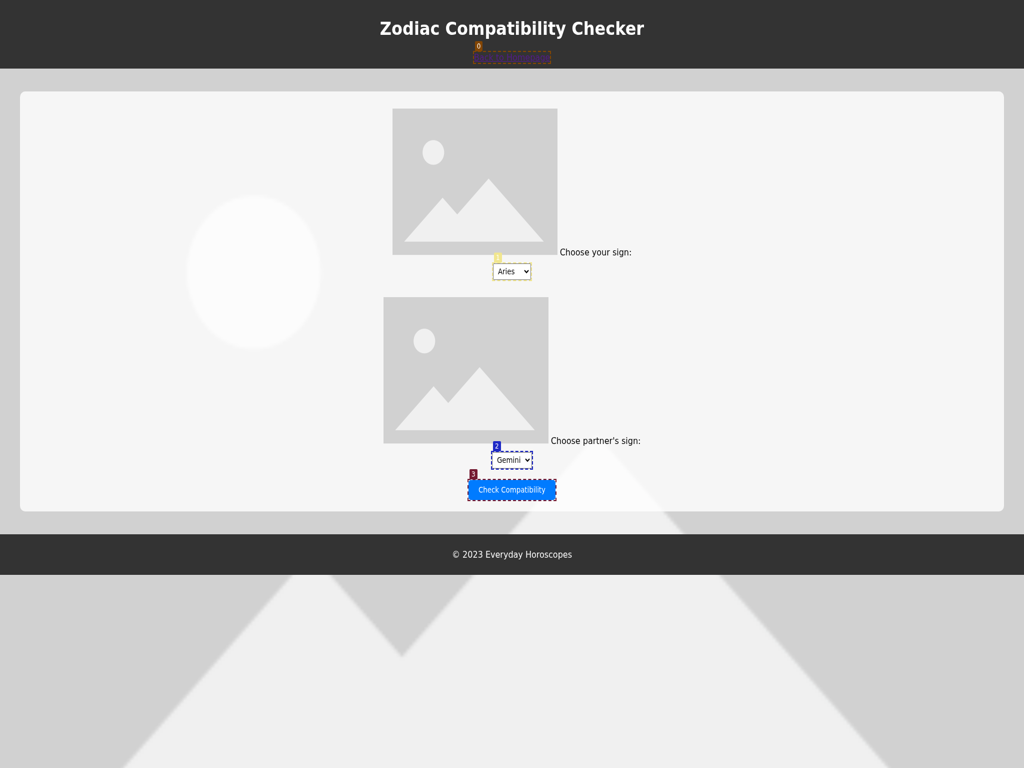 Zodiac Compatibility Checker
0
Choose your sign:
Aries
2
Choose partner's sign:
Gemini
3
Check Compatibility
© 2023 Everyday Horoscopes